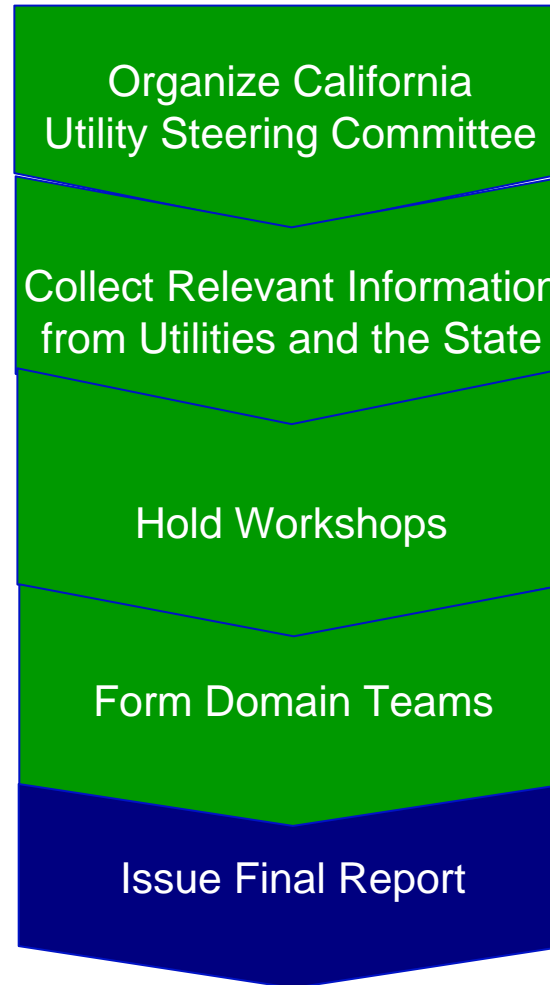 Organize California
Utility Steering Committee
Collect Relevant Information
from Utilities and the State
Hold Workshops
Form Domain Teams
Issue Final Report